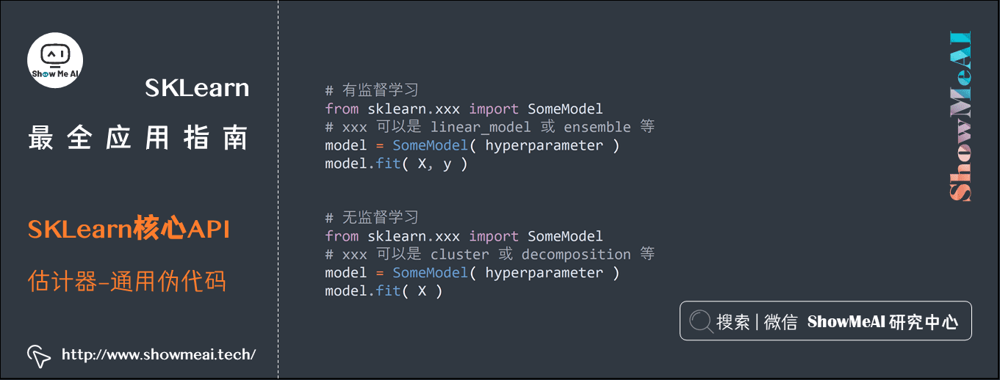 Show Me AI
SKLearn
最全应用指南
SKLearn核心API
估计器-通用伪代码
http://www.showmeai.tech/
# 有监督学习
from sklearn.xxx import SomeModel
# xxx 可以是 linear_model 或 ensemble 等
model = SomeModel( hyperparameter )
model.fit( X, y )
# 无监督学习
from sklearn.xxx import SomeModel
# xxx 可以是 cluster 或 decomposition 等
model = SomeModel( hyperparameter )
model.fit( X )
ShowMeAI
搜索 | 微信 ShowMeAI 研究中心